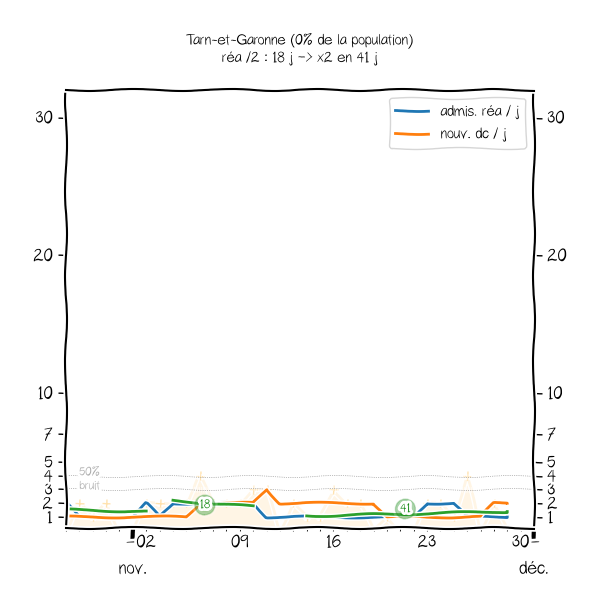 Tarn-et-Garonne (0% de la population)
réa /2 : 18 j -> x2 en 41 j
admis. réa / j
nouv. dc / j
30 30
20 20
10 10
7 7
5 5
4 50% 4
3 bruit 3
2 18 41 2
1 1
02 09 16 23 30
nov. déc.